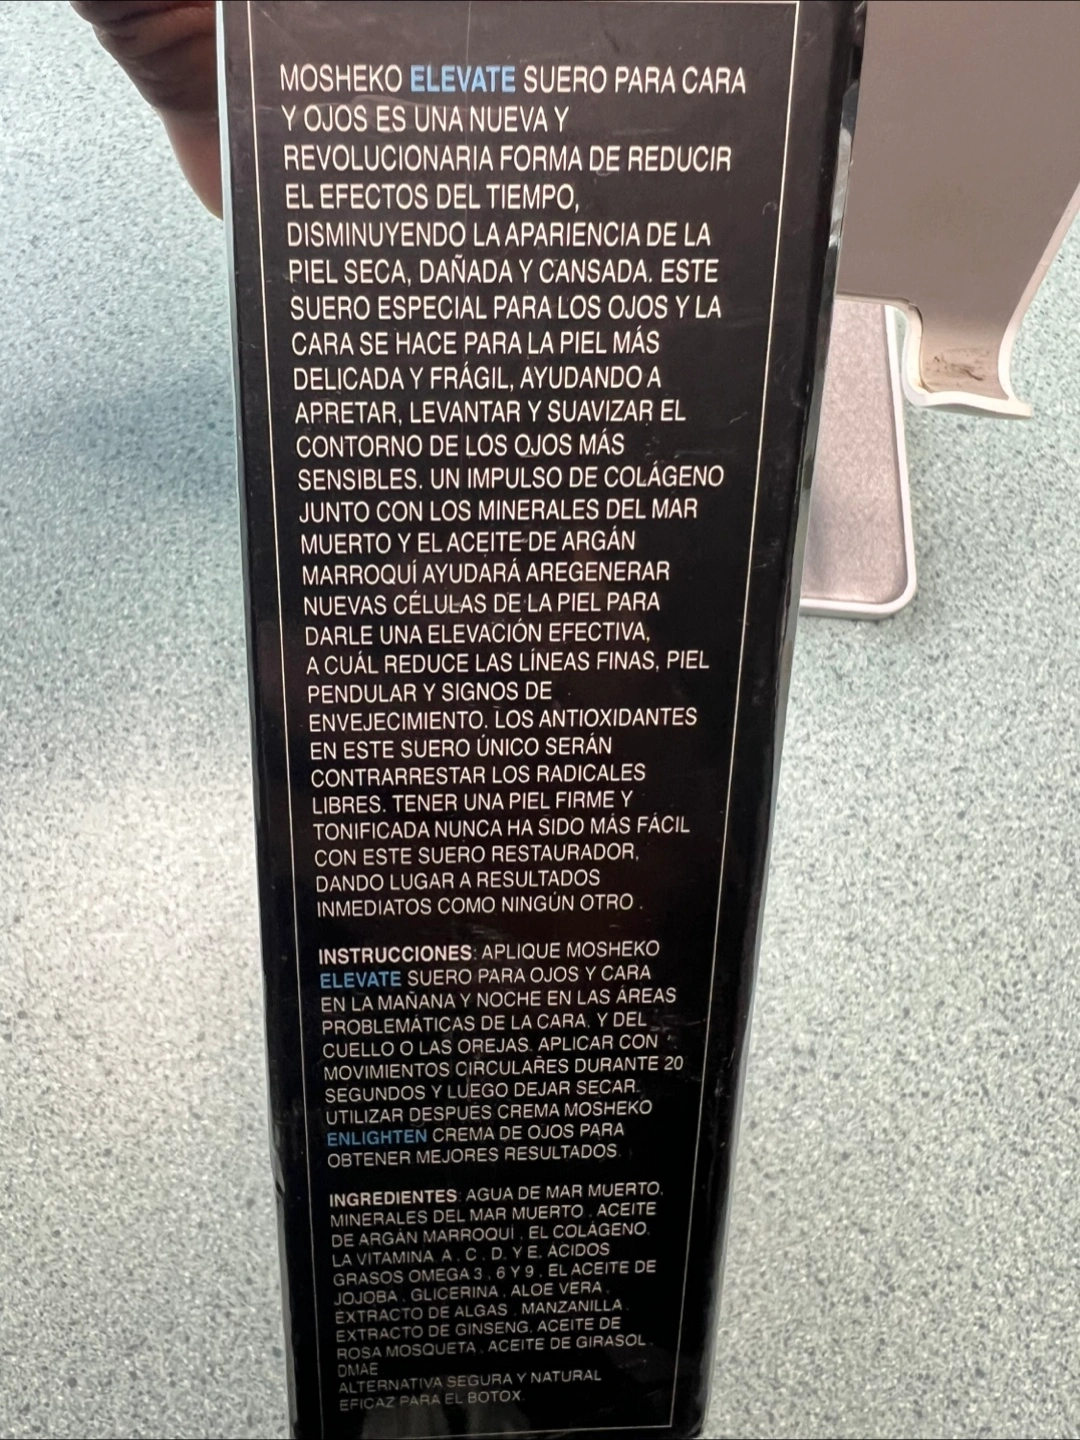 MOSHEKO ELEVATE SUERO PARA CARA
Y OJOS ES UNA NUEVA Y
REVOLUCIONARIA FORMA DE REDUCIR
EL EFECTOS DEL TIEMPO,
DISMINUYENDO LA APARIENCIA DE LA
PIEL SECA, DAÑADA Y CANSADA. ESTE
SUERO ESPECIAL PARA LOS OJOS Y LA
CARA SE HACE PARA LA PIEL MÁS
DELICADA Y FRÁGIL, AYUDANDO A
APRETAR, LEVANTAR Y SUAVIZAR EL
CONTORNO DE LOS OJOS MÁS
SENSIBLES. UN IMPULSO DE COLÁGENO
JUNTO CON LOS MINERALES DEL MAR
MUERTO Y EL ACEITE DE ARGÁN
MARROQUÍ AYUDARÁ AREGENERAR
NUEVAS CÉLULAS DE LA PIEL PARA
DARLE UNA ELEVACIÓN EFECTIVA,
A CUÁL REDUCE LAS LÍNEAS FINAS, PIEL
PENDULAR Y SIGNOS DE
ENVEJECIMIENTO. LOS ANTIOXIDANTES
EN ESTE SUERO ÚNICO SERÁN
CONTRARRESTAR LOS RADICALES
LIBRES. TENER UNA PIEL FIRME Y
TONIFICADA NUNCA HA SIDO MÁS FÁCIL
CON ESTE SUERO RESTAURADOR,
DANDO LUGAR A RESULTADOS
INMEDIATOS COMO NINGÚN OTRO .
INSTRUCCIONES: APLIQUE MOSHEKO
ELEVATE SUERO PARA OJOS Y CARA
EN LA MAÑANA Y NOCHE EN LAS ÁREAS
PROBLEMÁTICAS DE LA CARA, Y DEL
CUELLO O LAS OREJAS. APLICAR CON
MOVIMIENTOS CIRCULARES DURANTE 20
SEGUNDOS Y LUEGO DEJAR SECAR.
UTILIZAR DESPUÉS CREMA MOSHEKO
ENLIGHTEN CREMA DE OJOS PARA
OBTENER MEJORES RESULTADOS.
INGREDIENTES: AGUA DE MAR MUERTO,
MINERALES DEL MAR MUERTO , ACEITE
DE ARGÁN MARROQUÍ , EL COLÁGENO,
LA VITAMINA A , C , D, Y E, ÁCIDOS
GRASOS OMEGA 3 , 6 Y 9 , EL ACEITE DE
JOJOBA , GLICERINA , ALOE VERA ,
EXTRACTO DE ALGAS , MANZANILLA ,
EXTRACTO DE GINSENG, ACEITE DE
ROSA MOSQUETA , ACEITE DE GIRASOL ,
DMAE
ALTERNATIVA SEGURA Y NATURAL
EFICAZ PARA EL BOTOX.